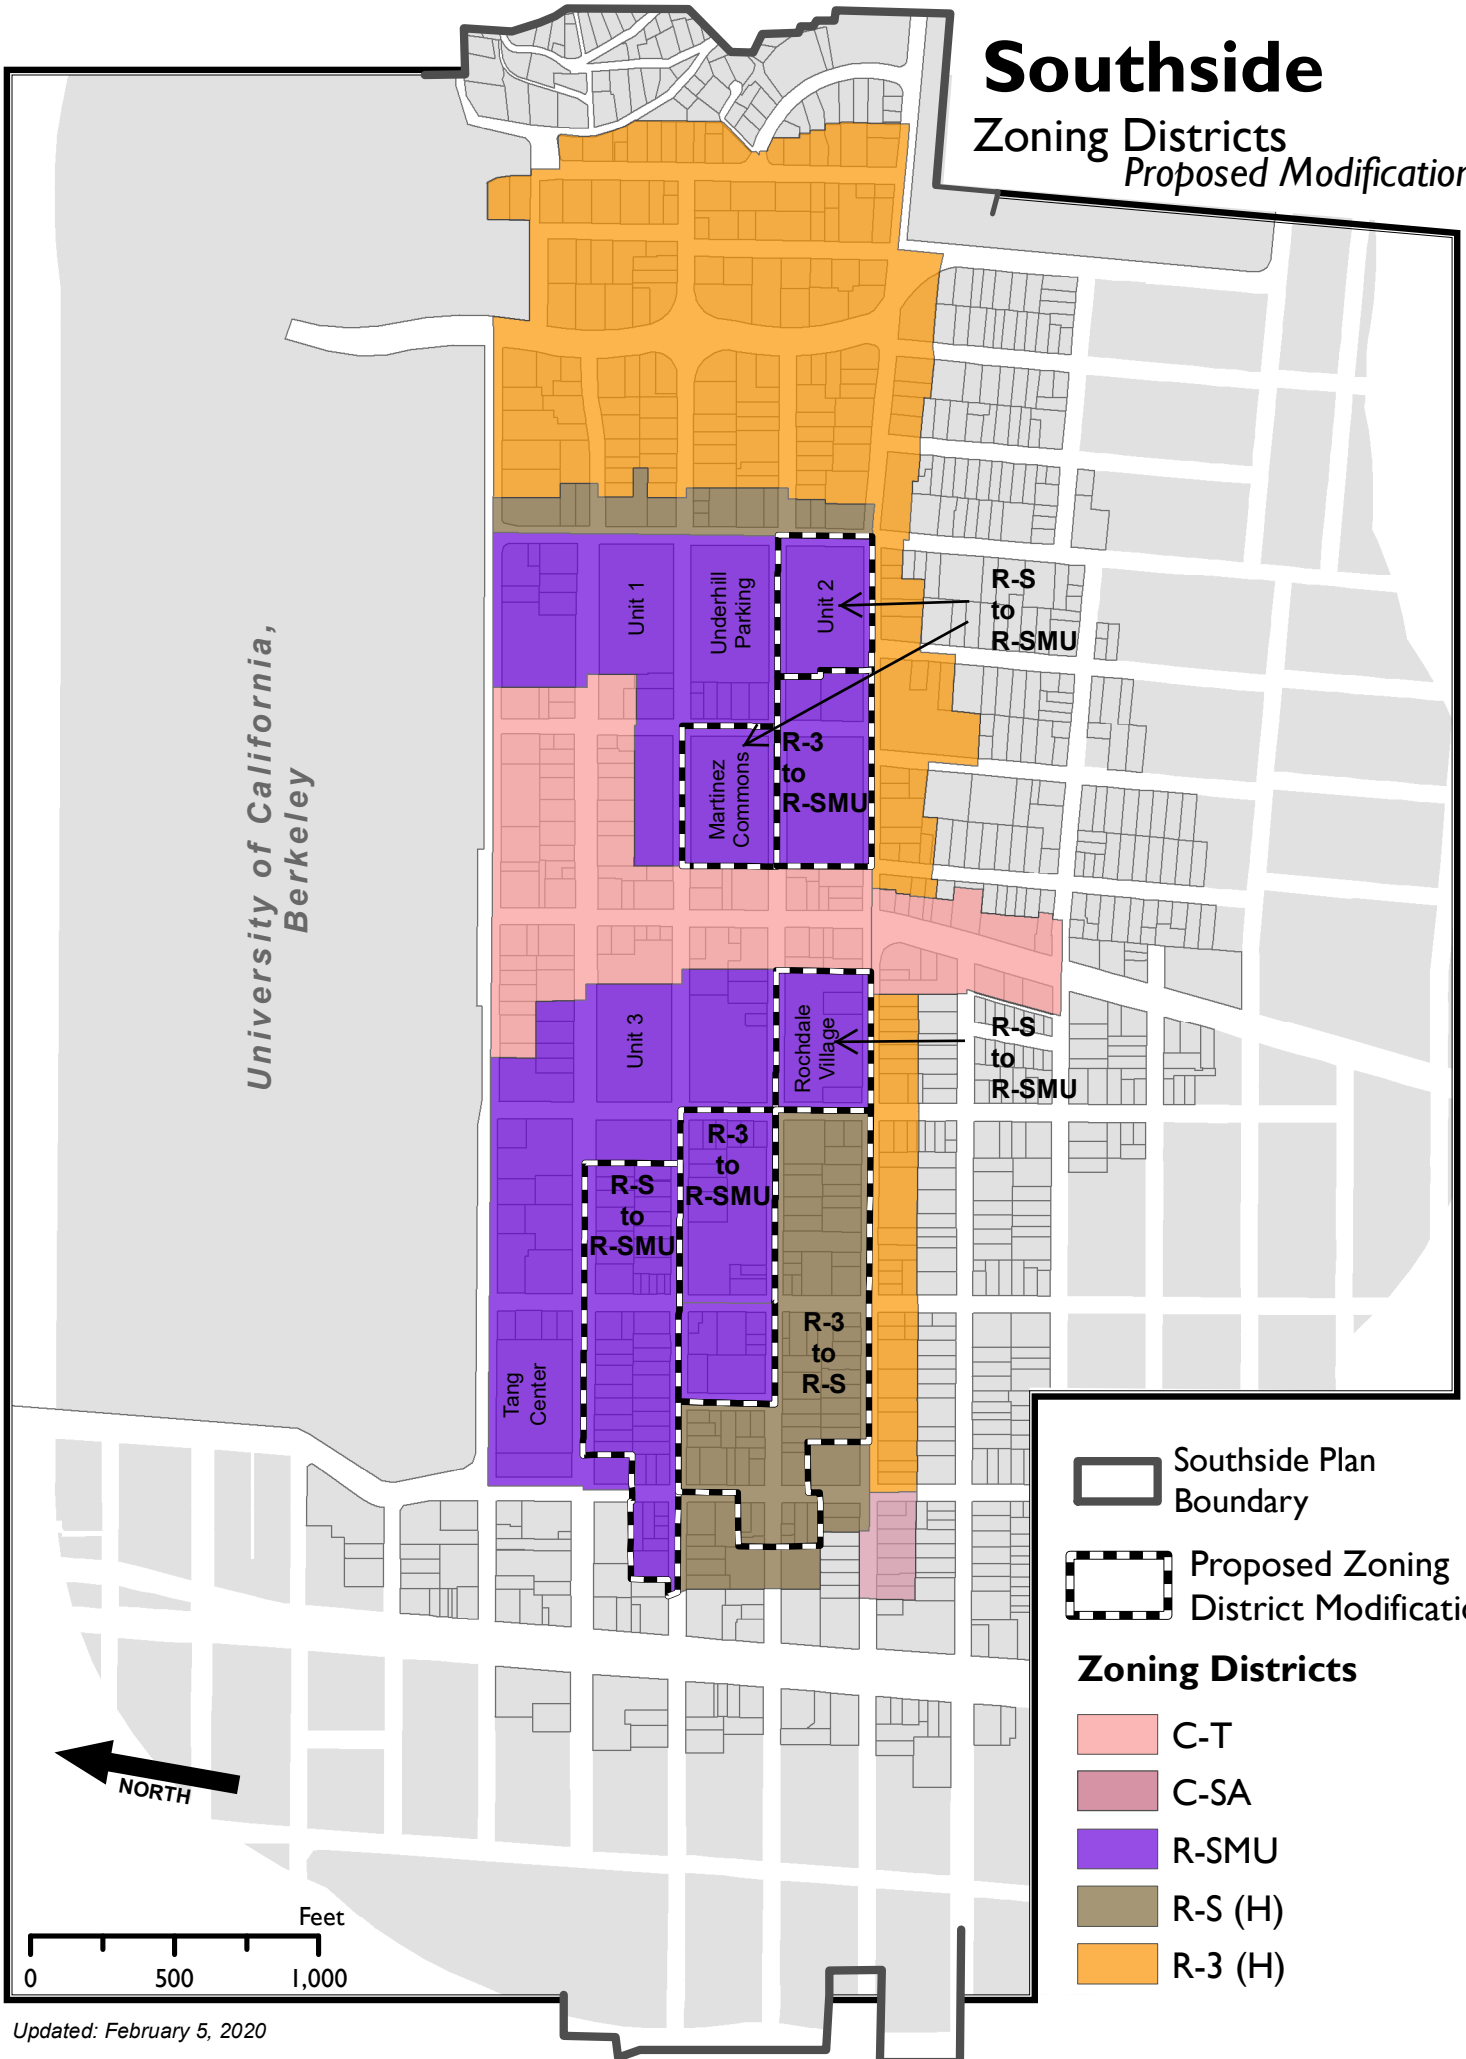 Southside
Zoning Districts
Proposed Modification
University of California,
Berkeley
Unit 1
Underhill
Parking
Unit 2
R-S
to
R-SMU
Martinez
Commons
R-3
to
R-SMU
Unit 3
Rochdale
Village
R-S
to
R-SMU
R-3
to
R-SMU
R-S
to
R-SMU
R-3
to
R-S
Tang
Center
Southside Plan
Boundary
Proposed Zoning
District Modificatio
Zoning Districts
C-T
C-SA
R-SMU
R-S (H)
R-3 (H)
NORTH
Feet
0 500 1,000
Updated: February 5, 2020